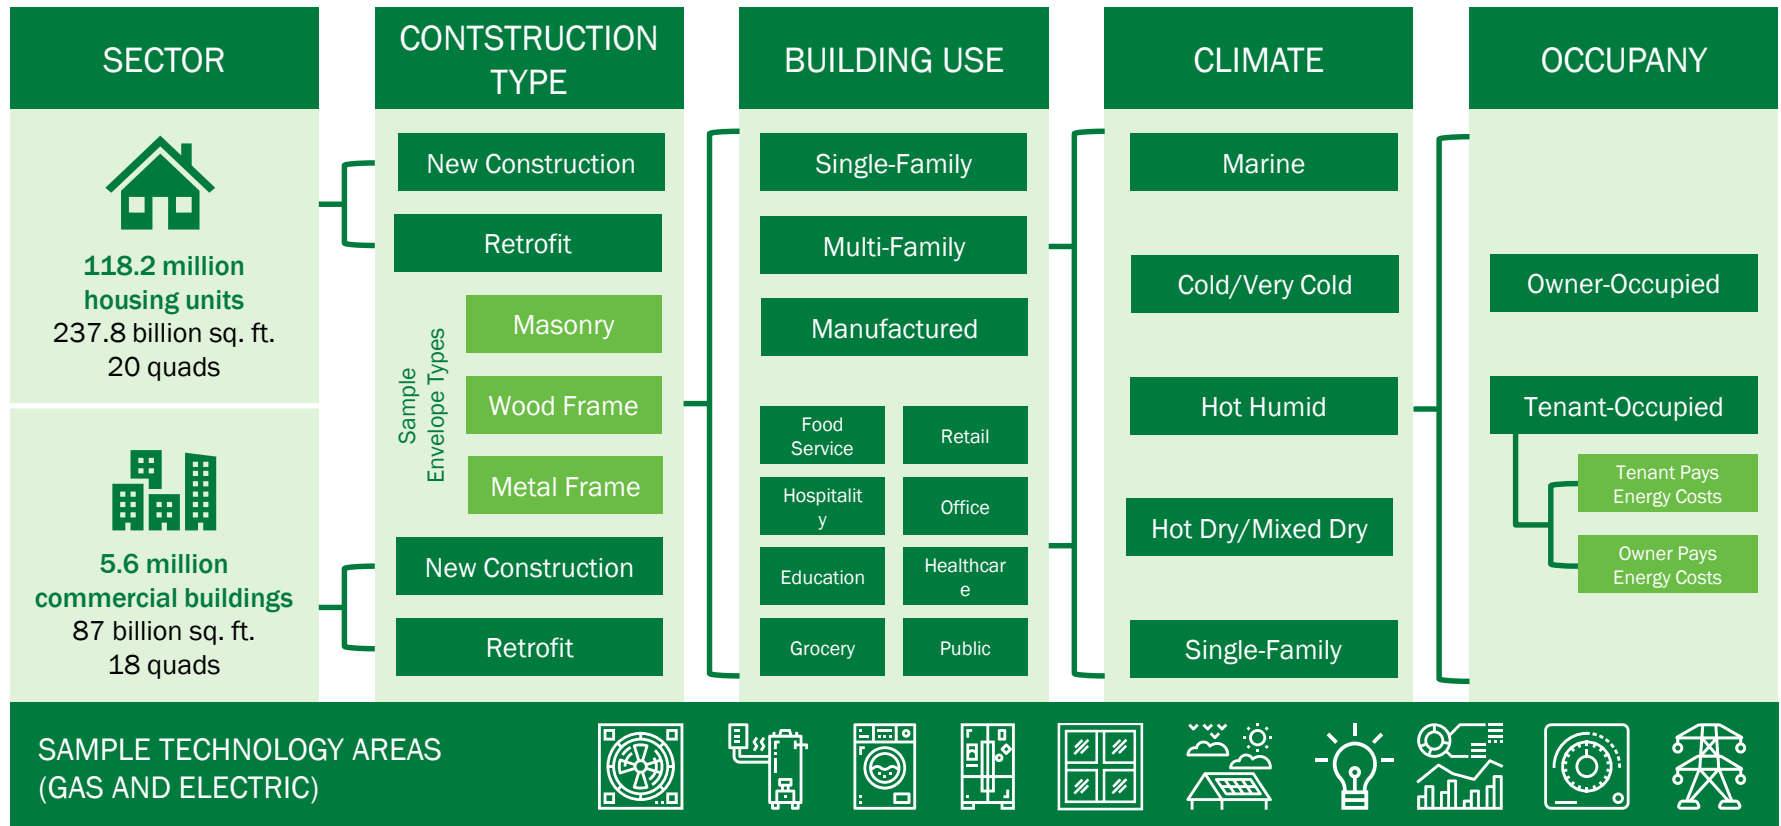 SECTOR
118.2 million
housing units
237.8 billion sq. ft.
20 quads
5.6 million
commercial buildings
87 billion sq. ft.
18 quads
CONTSTRUCTION
TYPE
New Construction
Retrofit
Sample
Envelope Types
Masonry
Wood Frame
Metal Frame
New Construction
Retrofit
BUILDING USE
Single-Family
Multi-Family
Manufactured
Food
Service
Retail
Hospitalit
y
Office
Education
Healthcar
e
Grocery
Public
CLIMATE
Marine
Cold/Very Cold
Hot Humid
Hot Dry/Mixed Dry
Single-Family
OCCUPANY
Owner-Occupied
Tenant-Occupied
Tenant Pays
Energy Costs
Owner Pays
Energy Costs
SAMPLE TECHNOLOGY AREAS
(GAS AND ELECTRIC)